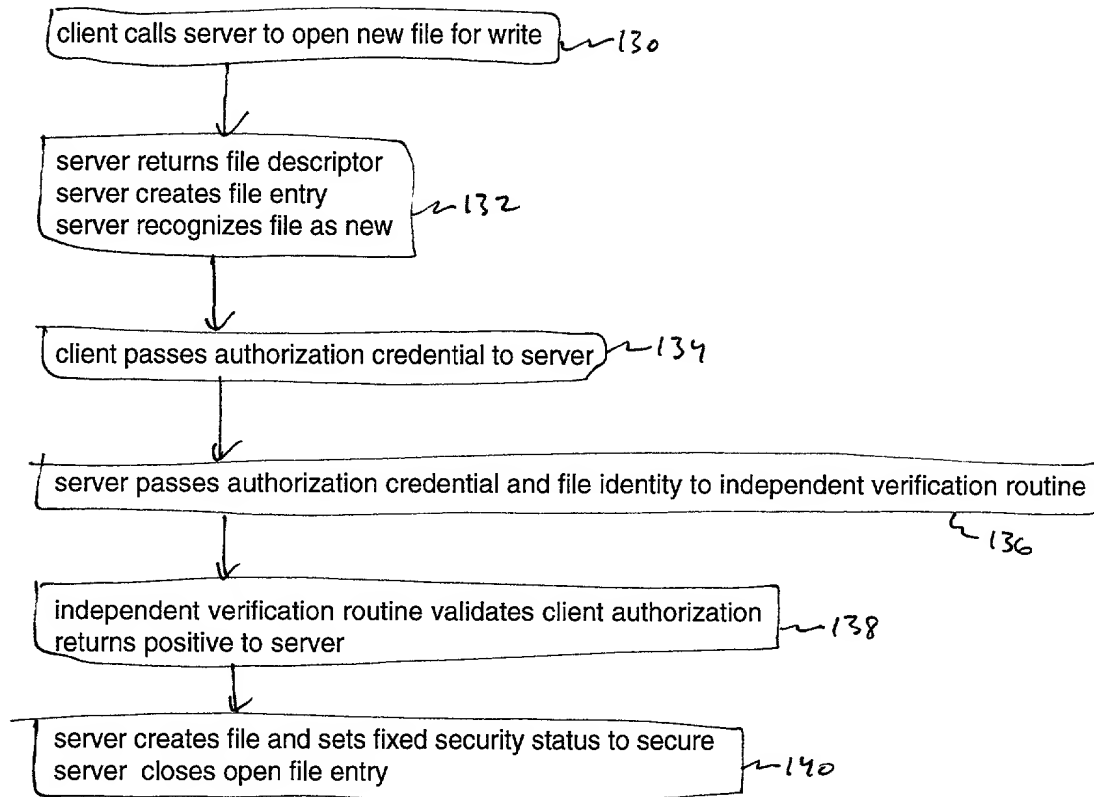 client calls server to open new file for write 130
server returns file descriptor
server creates file entry
server recognizes file as new
132
client passes authorization credential to server 134
server passes authorization credential and file identity to independent verification routine
136
independent verification routine validates client authorization
returns positive to server
138
server creates file and sets fixed security status to secure
server closes open file entry
140